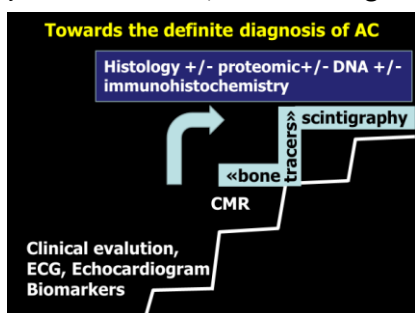 Towards the definite diagnosis of AC
Histology +/- proteomic+/- DNA +/-
immunohistochemistry
scintigraphy
tracers»
«bone
CMR
Clinical evalution,
ECG, Echocardiogram
Biomarkers